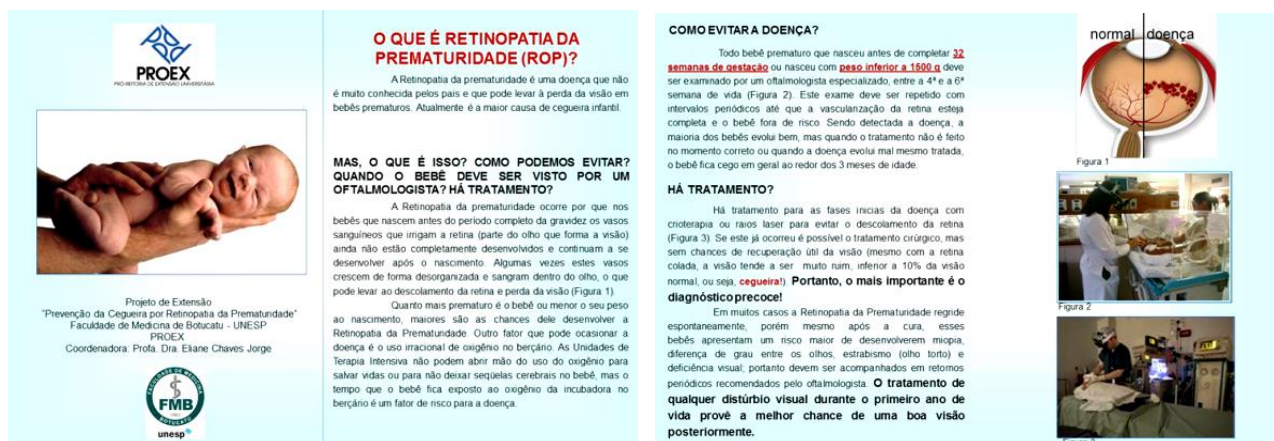 PROEX
PRÓ-REITORIA DE EXTENSÃO UNIVERSITÁRIA
Projeto de Extensão
"Prevenção da Cegueira por Retinopatia da Prematuridade"
Faculdade de Medicina de Botucatu - UNESP
PROEX
Coordenadora: Profa. Dra. Eliane Chaves Jorge
FACULDADE DE MEDICINA
FMB
BOTUCATU
unesp
O QUE É RETINOPATIA DA
PREMATURIDADE (ROP)?
A Retinopatia da prematuridade é uma doença que não
é muito conhecida pelos pais e que pode levar à perda da visão em
bebês prematuros. Atualmente é a maior causa de cegueira infantil.
MAS, O QUE É ISSO? COMO PODEMOS EVITAR?
QUANDO O BEBÊ DEVE SER VISTO POR UM
OFTALMOLOGISTA? HÁ TRATAMENTO?
A Retinopatia da prematuridade ocorre por que nos
bebês que nascem antes do período completo da gravidez os vasos
sanguíneos que irrigam a retina (parte do olho que forma a visão)
ainda não estão completamente desenvolvidos e continuam a se
desenvolver após o nascimento. Algumas vezes estes vasos
crescem de forma desorganizada e sangram dentro do olho, o que
pode levar ao descolamento da retina e perda da visão (Figura 1).
Quanto mais prematuro é o bebê ou menor o seu peso
ao nascimento, maiores são as chances dele desenvolver a
Retinopatia da Prematuridade. Outro fator que pode ocasionar a
doença é o uso irracional de oxigênio no berçário. As Unidades de
Terapia Intensiva não podem abrir mão do uso do oxigênio para
salvar vidas ou para não deixar seqüelas cerebrais no bebê, mas o
tempo que o bebê fica exposto ao oxigênio da incubadora no
berçário é um fator de risco para a doença.
COMO EVITAR A DOENÇA?
Todo bebê prematuro que nasceu antes de completar 32
semanas de gestação ou nasceu com peso inferior a 1500 g deve
ser examinado por um oftalmologista especializado, entre a 4ª e a 6ª
semana de vida (Figura 2). Este exame deve ser repetido com
intervalos periódicos até que a vascularização da retina esteja
completa e o bebê fora de risco. Sendo detectada a doença, a
maioria dos bebês evolui bem, mas quando o tratamento não é feito
no momento correto ou quando a doença evolui mal mesmo tratada,
o bebê fica cego em geral ao redor dos 3 meses de idade.
HÁ TRATAMENTO?
Há tratamento para as fases inicias da doença com
crioterapia ou raios laser para evitar o descolamento da retina
(Figura 3). Se este já ocorreu é possível o tratamento cirúrgico, mas
sem chances de recuperação útil da visão (mesmo com a retina
colada, a visão tende a ser muito ruim, inferior a 10% da visão
normal, ou seja, cegueira!). Portanto, o mais importante é o
diagnóstico precoce!
Em muitos casos a Retinopatia da Prematuridade regride
espontaneamente, porém mesmo após a cura, esses
bebês apresentam um risco maior de desenvolverem miopia,
diferença de grau entre os olhos, estrabismo (olho torto) e
deficiência visual; portanto devem ser acompanhados em retornos
periódicos recomendados pelo oftalmologista. O tratamento de
qualquer distúrbio visual durante o primeiro ano de
vida provê a melhor chance de uma boa visão
posteriormente.
normal doença
Figura 1
Figura 2